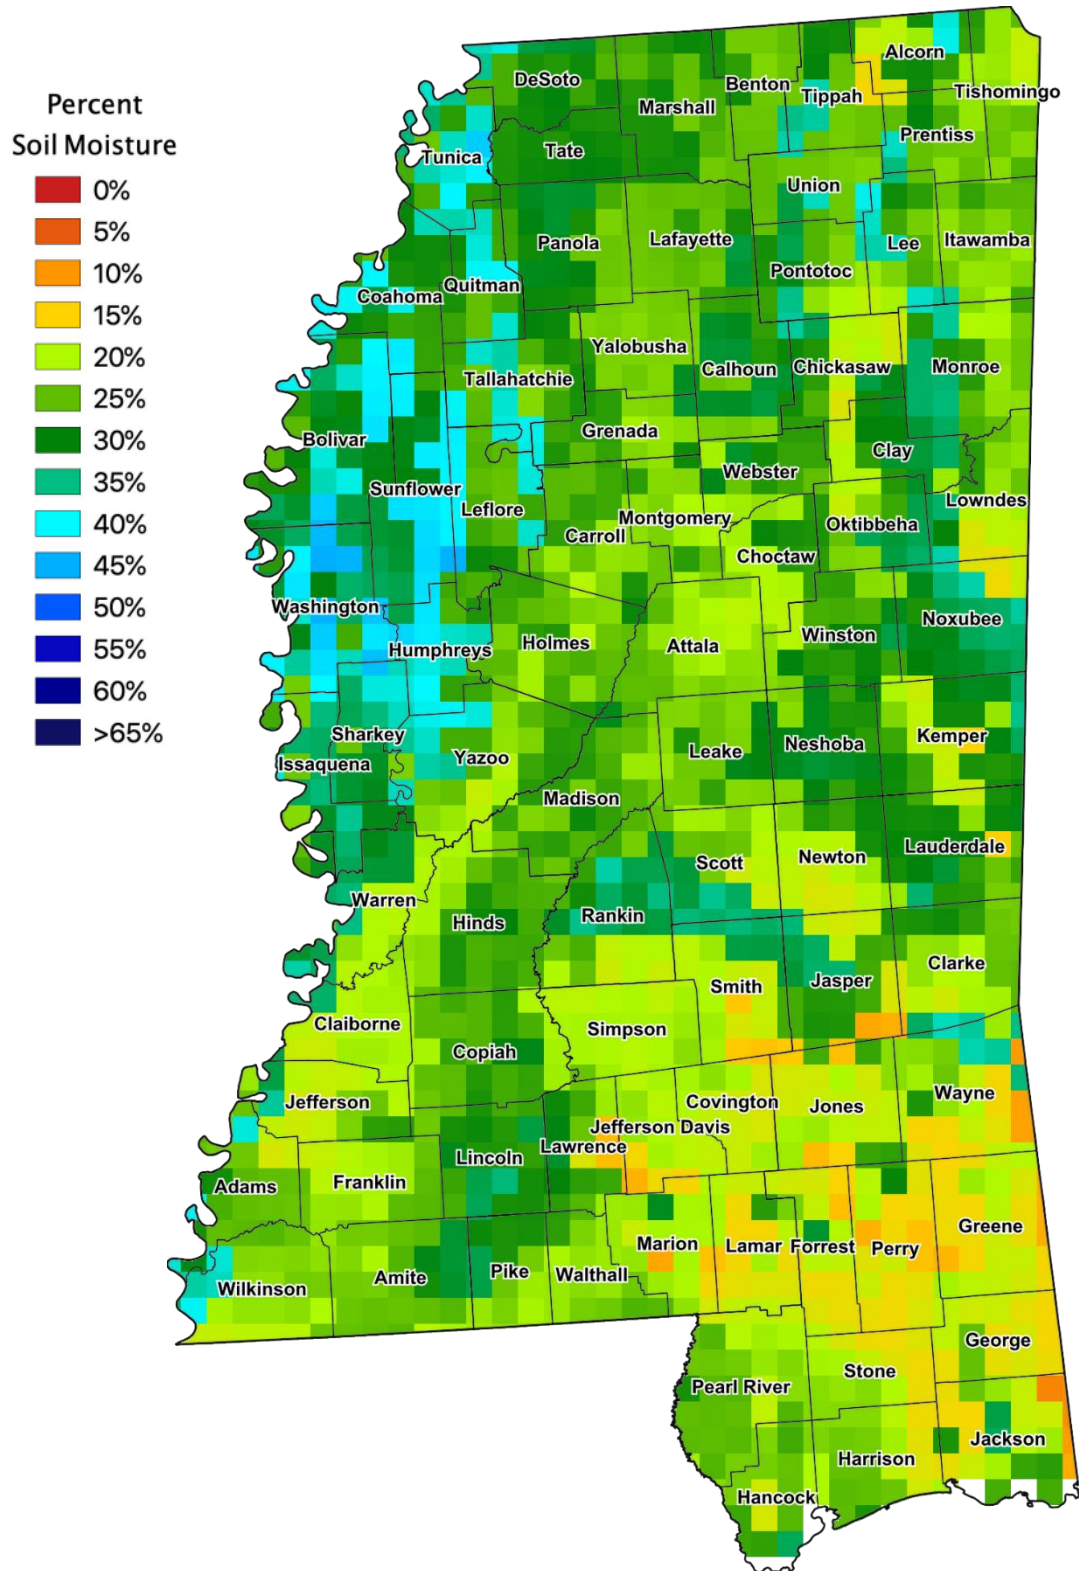 Percent
Soil Moisture
0%
5%
10%
15%
20%
25%
30%
35%
40%
45%
50%
55%
60%
>65%
DeSoto
Marshall
Benton
Tippah
Alcorn
Tishomingo
Prentiss
Tunica
Tate
Union
Panola
Lafayette
Pontotoc
Lee
Itawamba
Coahoma
Quitman
Yalobusha
Calhoun
Chickasaw
Monroe
Tallahatchie
Bolivar
Grenada
Clay
Webster
Sunflower
Leflore
Carroll
Montgomery
Choctaw
Oktibbeha
Lowndes
Washington
Humphreys
Holmes
Attala
Winston
Noxubee
Sharkey
Issaquena
Yazoo
Leake
Neshoba
Kemper
Madison
Scott
Newton
Lauderdale
Warren
Hinds
Rankin
Smith
Jasper
Clarke
Claiborne
Copiah
Simpson
Jefferson
Covington
Jones
Wayne
Jefferson Davis
Lawrence
Lincoln
Adams
Franklin
Marion
Lamar
Forrest
Perry
Greene
Wilkinson
Amite
Pike
Walthall
George
Stone
Pearl River
Harrison
Jackson
Hancock